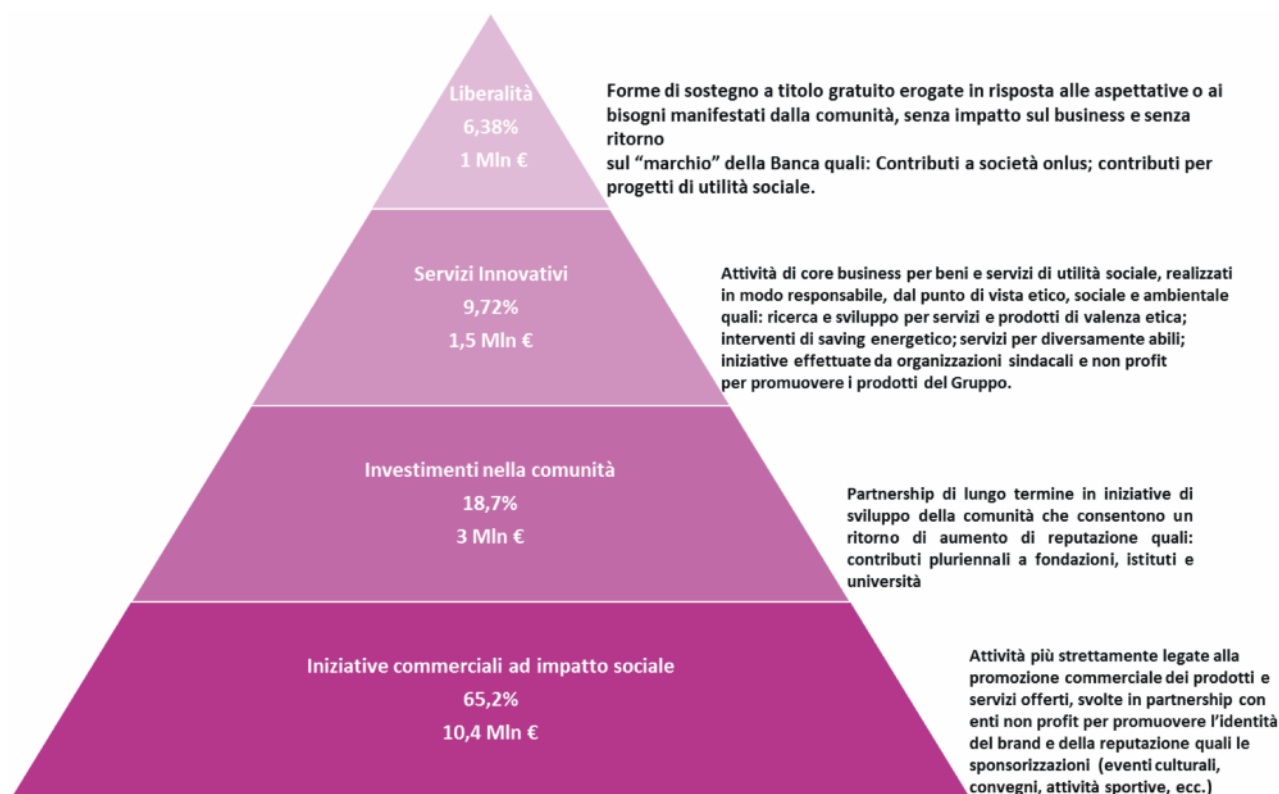 Liberalità
6,38%
1 Mln €
Forme di sostegno a titolo gratuito erogate in risposta alle aspettative o ai
bisogni manifestati dalla comunità, senza impatto sul business e senza
ritorno
sul “marchio” della Banca quali: Contributi a società onlus; contributi per
progetti di utilità sociale.
Servizi Innovativi
9,72%
1,5 Mln €
Attività di core business per beni e servizi di utilità sociale, realizzati
in modo responsabile, dal punto di vista etico, sociale e ambientale
quali: ricerca e sviluppo per servizi e prodotti di valenza etica;
interventi di saving energetico; servizi per diversamente abili;
iniziative effettuate da organizzazioni sindacali e non profit
per promuovere i prodotti del Gruppo.
Investimenti nella comunità
18,7%
3 Mln €
Partnership di lungo termine in iniziative di
sviluppo della comunità che consentono un
ritorno di aumento di reputazione quali:
contributi pluriennali a fondazioni, istituti e
università
Iniziative commerciali ad impatto sociale
65,2%
10,4 Mln €
Attività più strettamente legate alla
promozione commerciale dei prodotti e
servizi offerti, svolte in partnership con
enti non profit per promuovere l’identità
del brand e della reputazione quali le
sponsorizzazioni (eventi culturali,
convegni, attività sportive, ecc.)